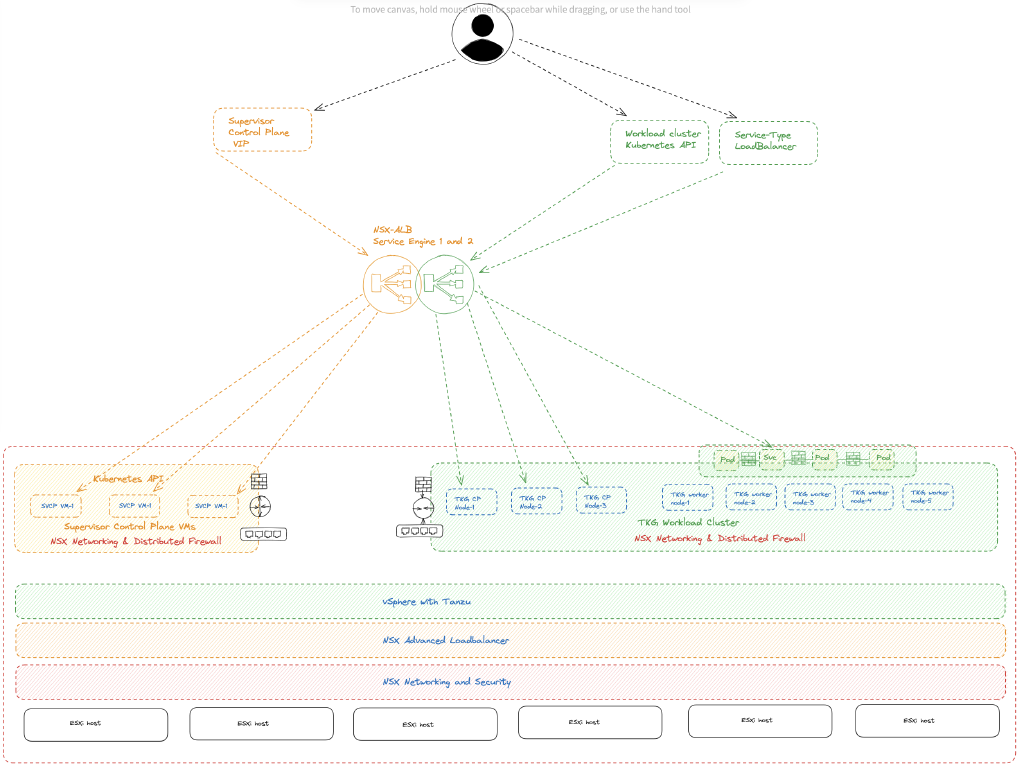 To move canvas, hold mouse wheel or spacebar while dragging, or use the hand tool
Supervisor
Control Plane
VIP
Workload cluster
Kubernetes API
Service-Type
LoadBalancer
NSX-ALB
Service Engine 1 and 2
Kubernetes API
SVCP VM-1
SVCP VM-1
SVCP VM-1
Supervisor Control Plane VMs
NSX Networking & Distributed Firewall
Pod
Svc
Pod
Pod
TKG CP
Node-1
TKG CP
Node-2
TKG CP
Node-3
TKG worker
node-1
TKG worker
node-2
TKG worker
node-3
TKG worker
node-4
TKG worker
node-5
TKG Workload Cluster
NSX Networking & Distributed Firewall
vSphere with Tanzu
NSX Advanced Loadbalancer
NSX Networking and Security
ESXi host
ESXi host
ESXi host
ESXi host
ESXi host
ESXi host